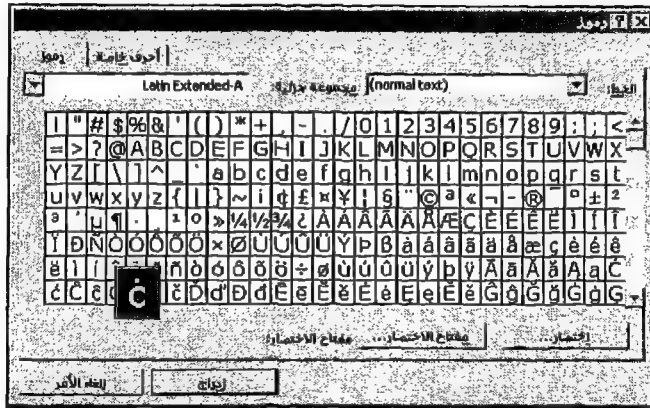 رموز
رموز أحرف خاصة
الخط: (normal text) مجموعة جزئية: Latin Extended-A
! " # $ % & ' ( ) * + , - . / 0 1 2 3 4 5 6 7 8 9 : ; <
= > ? @ A B C D E F G H I J K L M N O P Q R S T U V W X
Y Z [ \ ] ^ _ ` a b c d e f g h i j k l m n o p q r s t
u v w x y z { | } ~ ¡ ¢ £ ¤ ¥ ¦ § ¨ © ª « ¬ - ® ¯ ° ± ²
³ ´ µ ¶ · ¸ ¹ º » ¼ ½ ¾ ¿ À Á Â Ã Ä Å Æ Ç È É Ê Ë Ì Í Î
Ï Ð Ñ Ò Ó Ô Õ Ö × Ø Ù Ú Û Ü Ý Þ ß à á â ã ä å æ ç è é ê
ë ì í î ñ ò ó ô õ ö ÷ ø ù ú û ü ý þ ÿ Ā ā Ă ă Ą ą Ć
ć Ĉ ĉ ċ č Ď ď Đ đ Ē ē Ĕ ĕ Ė ė Ę ę Ě ě Ĝ ĝ Ğ ğ Ġ ġ Ģ
إختصار... مفتاح الاختصار... مفتاح الاختصار:
إدراج إلغاء الأمر